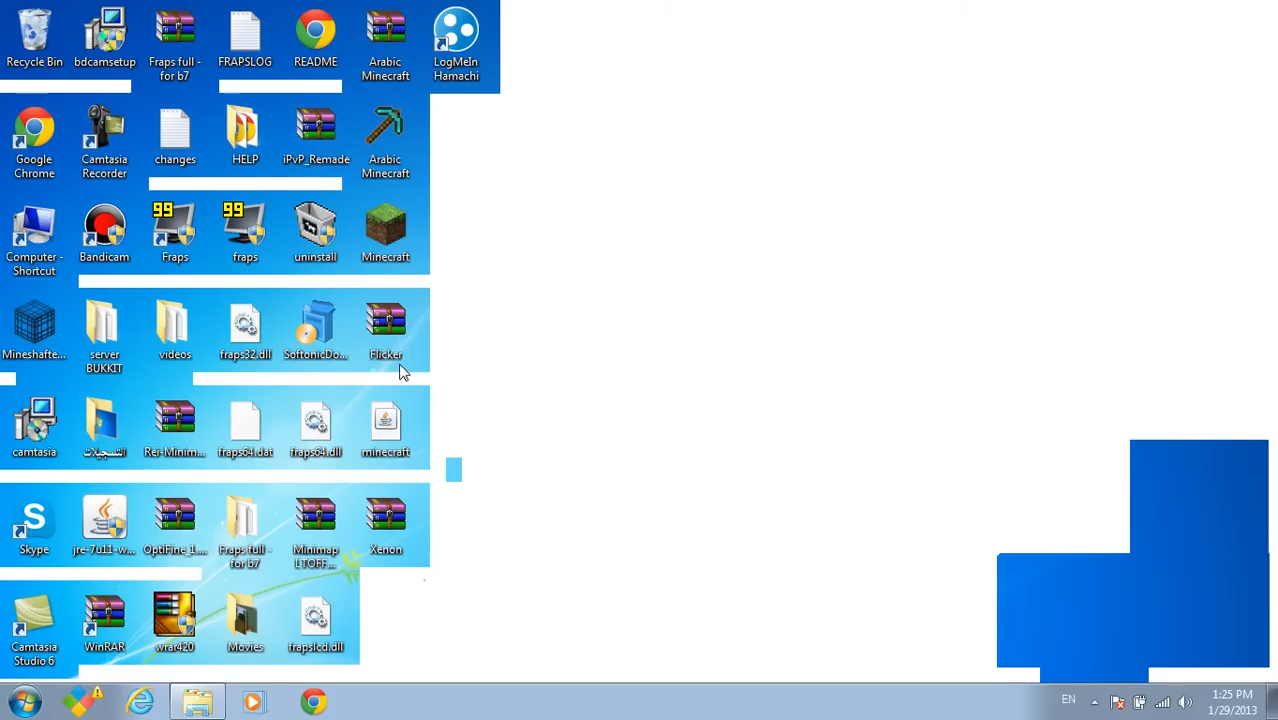 Recycle Bin
bdcamsetup
Fraps full -
for b7
FRAPSLOG
README
Arabic
Minecraft
LogMeIn
Hamachi
Google
Chrome
Camtasia
Recorder
changes
HELP
iPvP_Remade
Arabic
Minecraft
Computer -
Shortcut
Bandicam
99
Fraps
99
fraps
uninstall
Minecraft
Mineshafte...
server
BUKKIT
videos
fraps32.dll
SoftonicDo...
Flicker
camtasia
التسجيلات
Rei-Minim...
fraps64.dat
fraps64.dll
minecraft
S
Skype
jre-7u11-w...
OptiFine_1....
Fraps full -
for b7
Minimap
LTOFF...
Xenon
Camtasia
Studio 6
WinRAR
wrar420
Movies
frapslcd.dll
EN
1:25 PM
1/29/2013